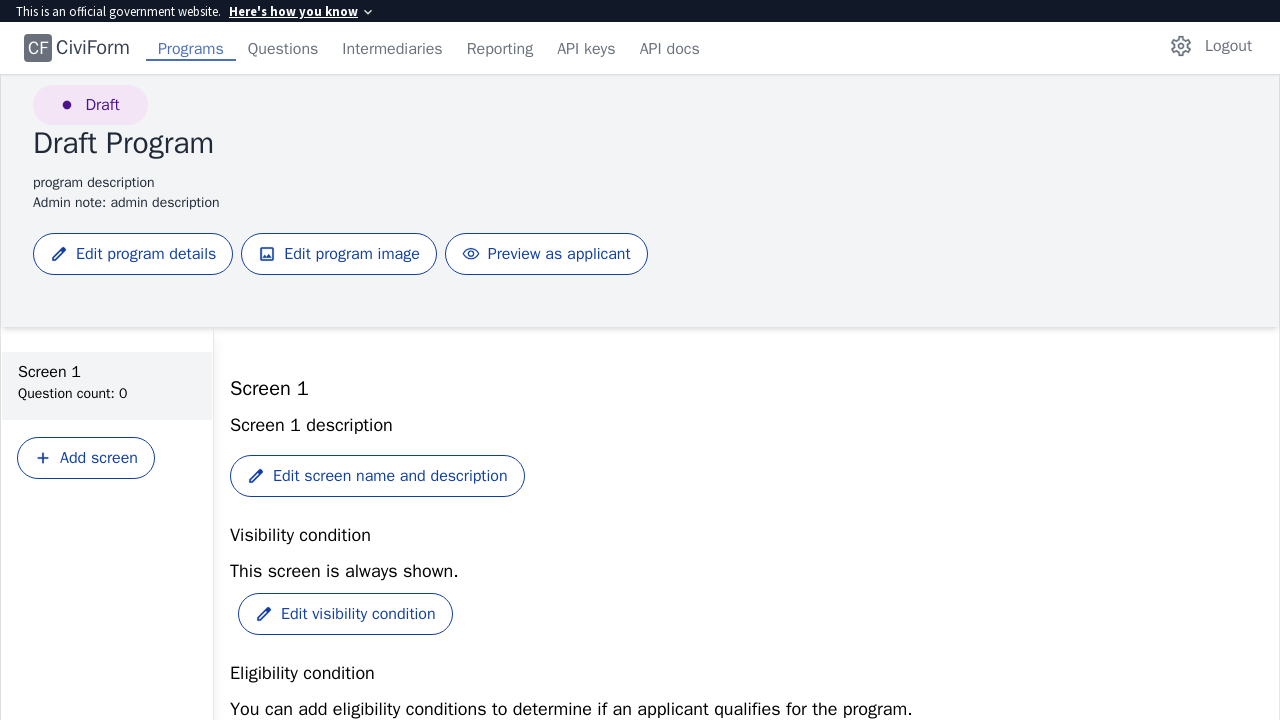 This is an official government website. Here's how you know
CF CiviForm Programs Questions Intermediaries Reporting API keys API docs Logout
Draft
Draft Program
program description
Admin note: admin description
Edit program details Edit program image Preview as applicant
Screen 1
Question count: 0
Add screen
Screen 1
Screen 1 description
Edit screen name and description
Visibility condition
This screen is always shown.
Edit visibility condition
Eligibility condition
You can add eligibility conditions to determine if an applicant qualifies for the program.